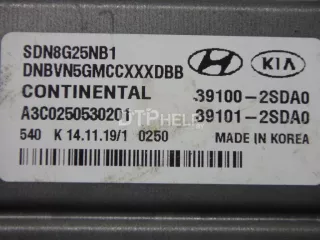 SDN8G25NB1
DNBVN5GMCCXXXDBB
HYUNDAI KIA
CONTINENTAL 39100-2SDA0
A3C0250530201 39101-2SDA0
540 K 14.11.19/1 0250 MADE IN KOREA